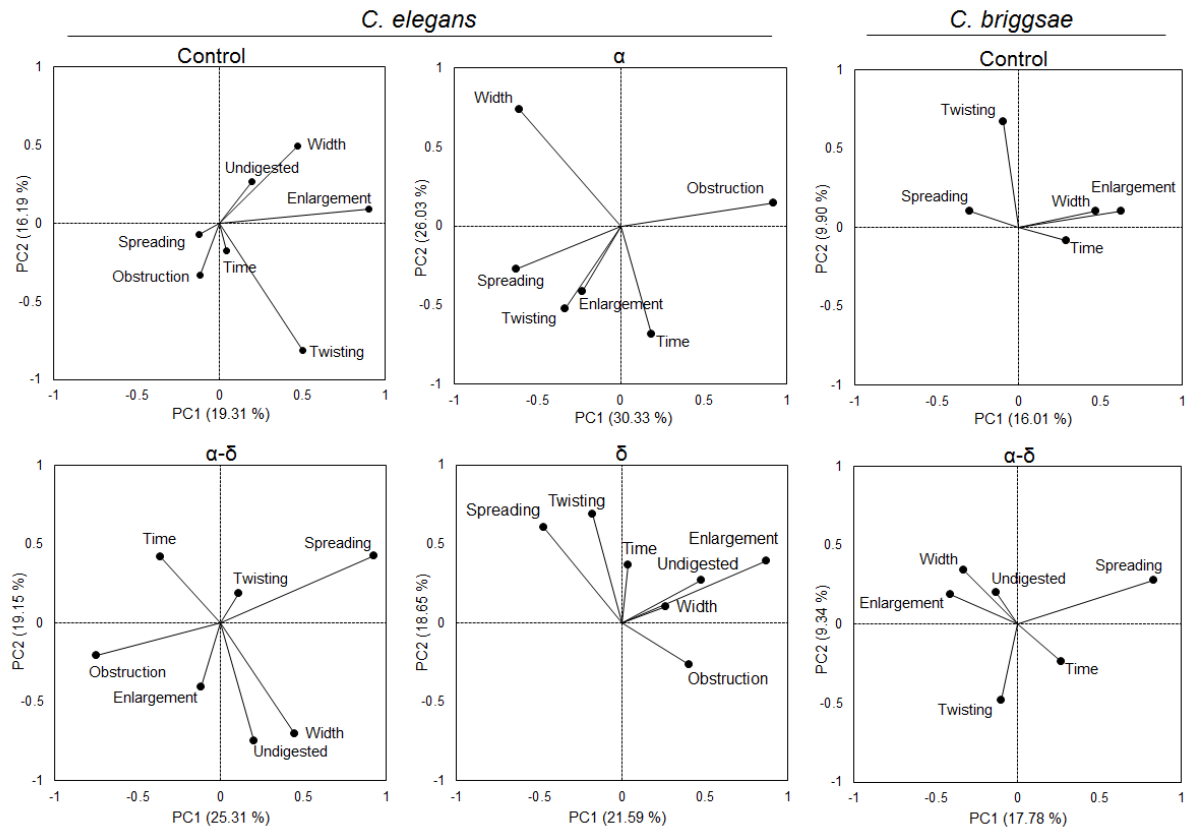 C. elegans
C. briggsae
Control
1
0.5
0
-0.5
-1
PC2 (16.19 %)
Width
Undigested
Enlargement
Spreading
Time
Obstruction
Twisting
-1
-0.5
0
0.5
1
PC1 (19.31 %)
α
1
0.5
0
-0.5
-1
PC2 (26.03 %)
Width
Obstruction
Spreading
Enlargement
Twisting
Time
-1
-0.5
0
0.5
1
PC1 (30.33 %)
Control
1
0.5
0
-0.5
-1
PC2 (9.90 %)
Twisting
Enlargement
Spreading
Width
Time
-1
-0.5
0
0.5
1
PC1 (16.01 %)
α-δ
1
0.5
0
-0.5
-1
PC2 (19.15 %)
Time
Spreading
Twisting
Obstruction
Enlargement
Width
Undigested
-1
-0.5
0
0.5
1
PC1 (25.31 %)
δ
1
0.5
0
-0.5
-1
PC2 (18.65 %)
Twisting
Spreading
Time
Enlargement
Undigested
Width
Obstruction
-1
-0.5
0
0.5
1
PC1 (21.59 %)
α-δ
1
0.5
0
-0.5
-1
PC2 (9.34 %)
Width
Undigested
Spreading
Enlargement
Time
Twisting
-1
-0.5
0
0.5
1
PC1 (17.78 %)